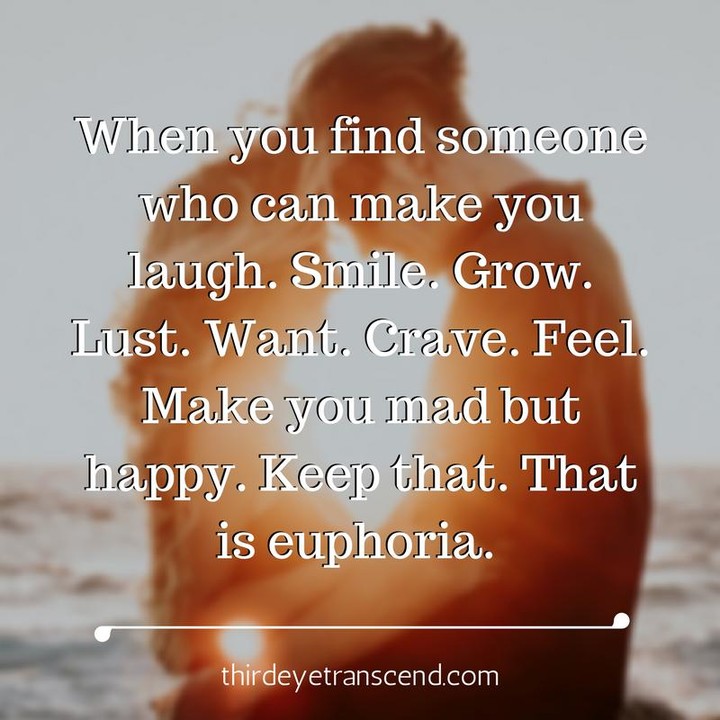 When you find someone
who can make you
laugh. Smile. Grow.
Lust. Want. Crave. Feel.
Make you mad but
happy. Keep that. That
is euphoria.
thirdeyetranscend.com